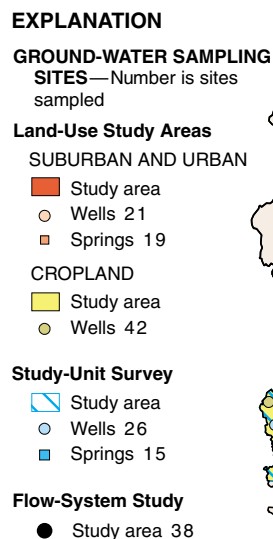 EXPLANATION
GROUND-WATER SAMPLING
SITES—Number is sites
sampled
Land-Use Study Areas
SUBURBAN AND URBAN
Study area
Wells 21
Springs 19
CROPLAND
Study area
Wells 42
Study-Unit Survey
Study area
Wells 26
Springs 15
Flow-System Study
Study area 38